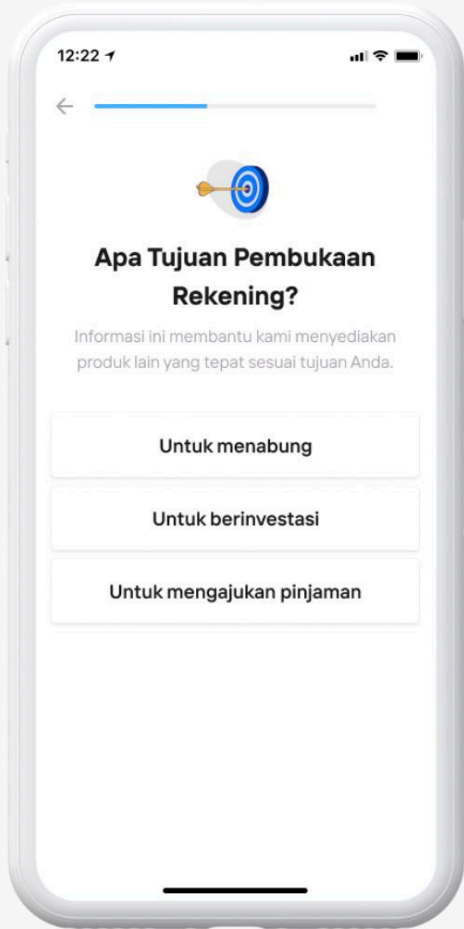 12:22
Apa Tujuan Pembukaan
Rekening?
Informasi ini membantu kami menyediakan
produk lain yang tepat sesuai tujuan Anda.
Untuk menabung
Untuk berinvestasi
Untuk mengajukan pinjaman